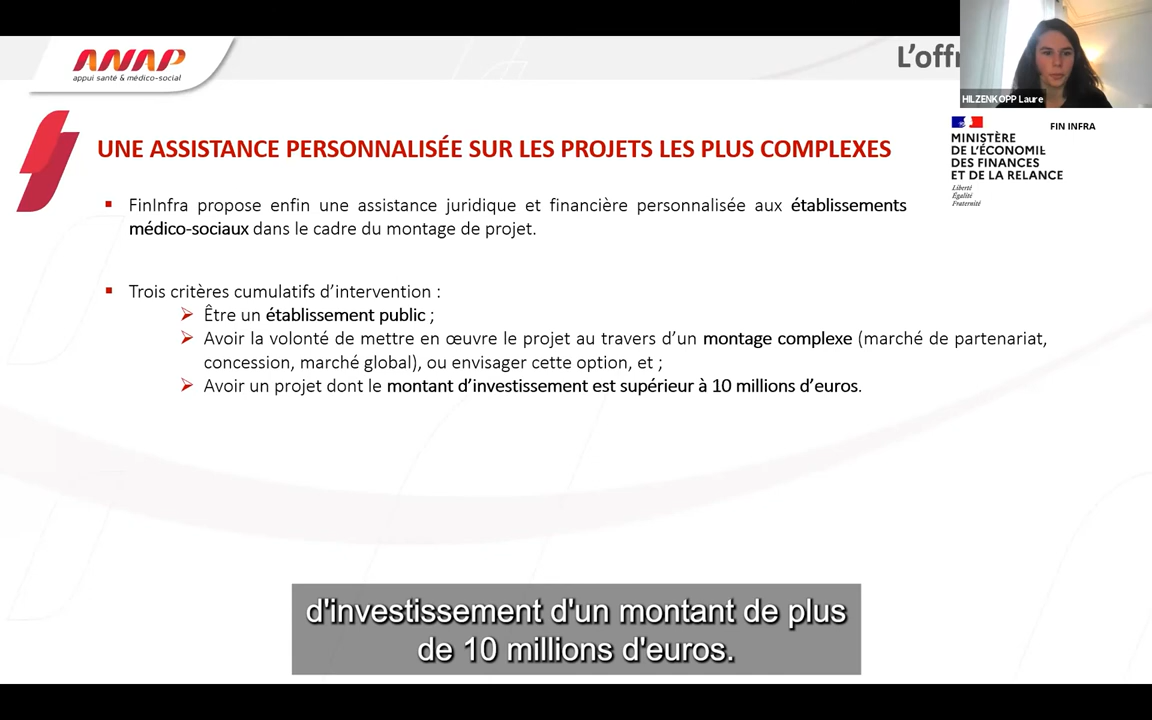 ANAP
appui santé & médico-social
L'offr
HILZENKOPP Laure
FIN INFRA
MINISTÈRE
DE L'ÉCONOMIE
DES FINANCES
ET DE LA RELANCE
Liberté
Égalité
Fraternité
UNE ASSISTANCE PERSONNALISÉE SUR LES PROJETS LES PLUS COMPLEXES
▪ FinInfra propose enfin une assistance juridique et financière personnalisée aux établissements
médico-sociaux dans le cadre du montage de projet.
▪ Trois critères cumulatifs d'intervention :
➢ Être un établissement public ;
➢ Avoir la volonté de mettre en œuvre le projet au travers d'un montage complexe (marché de partenariat,
concession, marché global), ou envisager cette option, et ;
➢ Avoir un projet dont le montant d'investissement est supérieur à 10 millions d'euros.
d'investissement d'un montant de plus
de 10 millions d'euros.